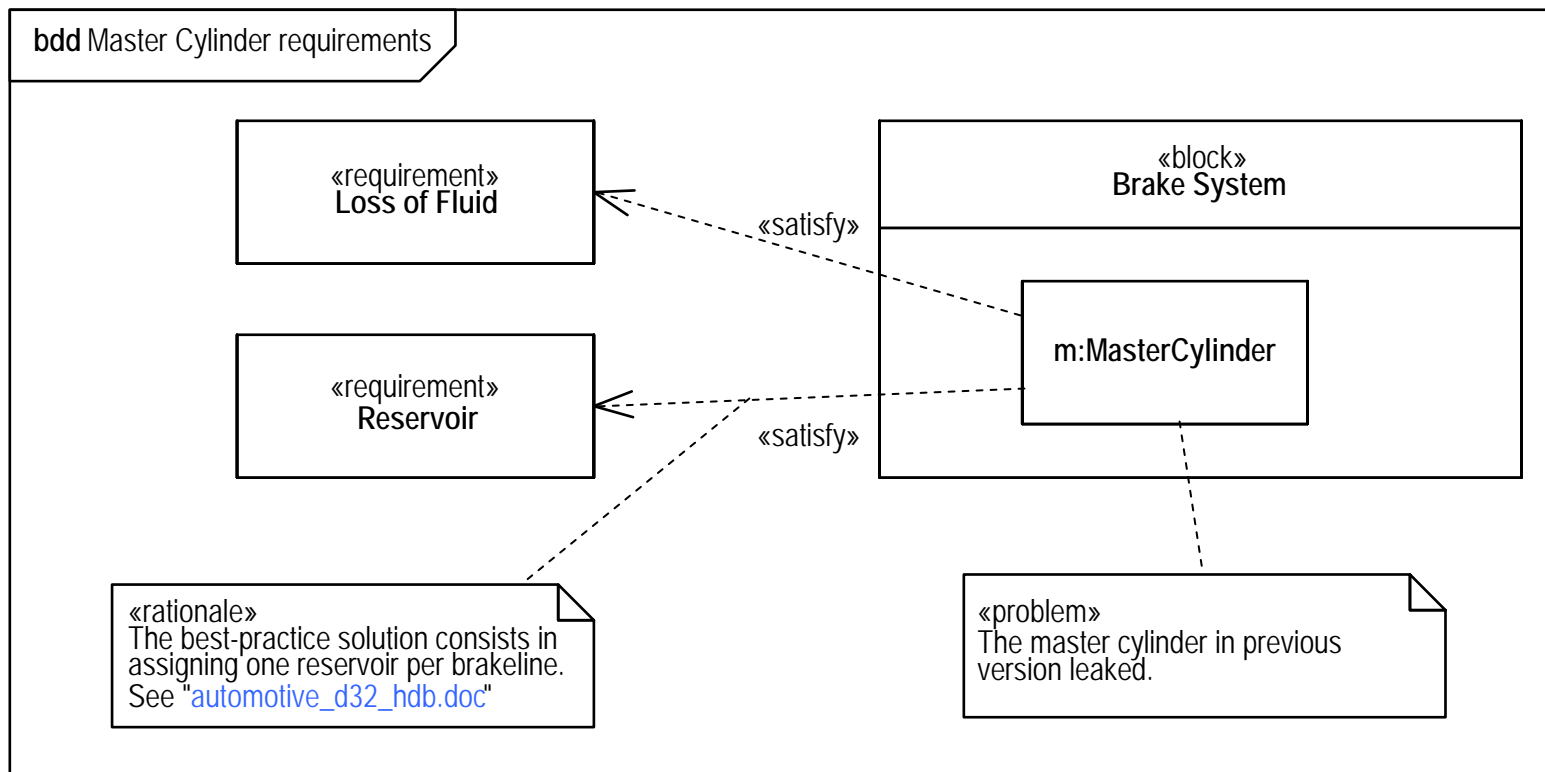 bdd Master Cylinder requirements
«requirement»
Loss of Fluid
«block»
Brake System
«satisfy»
m:MasterCylinder
«requirement»
Reservoir
«satisfy»
«rationale»
The best-practice solution consists in
assigning one reservoir per brakeline.
See "automotive_d32_hdb.doc"
«problem»
The master cylinder in previous
version leaked.